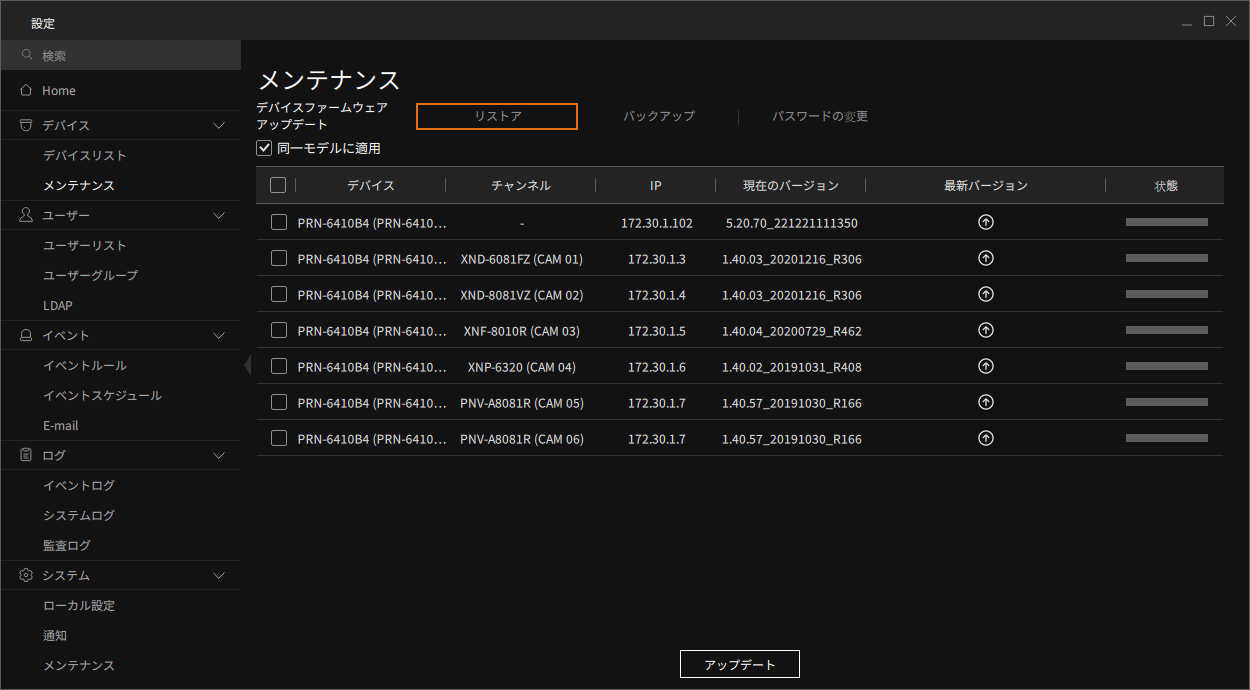 設定
検索
Home
デバイス
デバイスリスト
メンテナンス
ユーザー
ユーザーリスト
ユーザーグループ
LDAP
イベント
イベントルール
イベントスケジュール
E-mail
ログ
イベントログ
システムログ
監査ログ
システム
ローカル設定
通知
メンテナンス
メンテナンス
デバイスファームウェア
アップデート
リストア
バックアップ
パスワードの変更
同一モデルに適用
デバイス チャンネル IP 現在のバージョン 最新バージョン 状態
PRN-6410B4 (PRN-6410... - 172.30.1.102 5.20.70_221221111350
PRN-6410B4 (PRN-6410... XND-6081FZ (CAM 01) 172.30.1.3 1.40.03_20201216_R306
PRN-6410B4 (PRN-6410... XND-8081VZ (CAM 02) 172.30.1.4 1.40.03_20201216_R306
PRN-6410B4 (PRN-6410... XNF-8010R (CAM 03) 172.30.1.5 1.40.04_20200729_R462
PRN-6410B4 (PRN-6410... XNP-6320 (CAM 04) 172.30.1.6 1.40.02_20191031_R408
PRN-6410B4 (PRN-6410... PNV-A8081R (CAM 05) 172.30.1.7 1.40.57_20191030_R166
PRN-6410B4 (PRN-6410... PNV-A8081R (CAM 06) 172.30.1.7 1.40.57_20191030_R166
アップデート